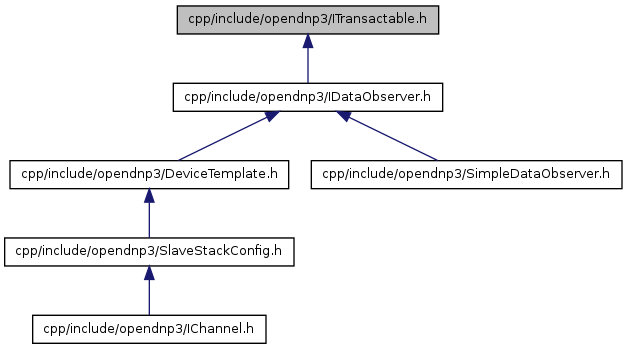 cpp/include/opendnp3/ITransactable.h
cpp/include/opendnp3/IDataObserver.h
cpp/include/opendnp3/DeviceTemplate.h
cpp/include/opendnp3/SimpleDataObserver.h
cpp/include/opendnp3/SlaveStackConfig.h
cpp/include/opendnp3/IChannel.h